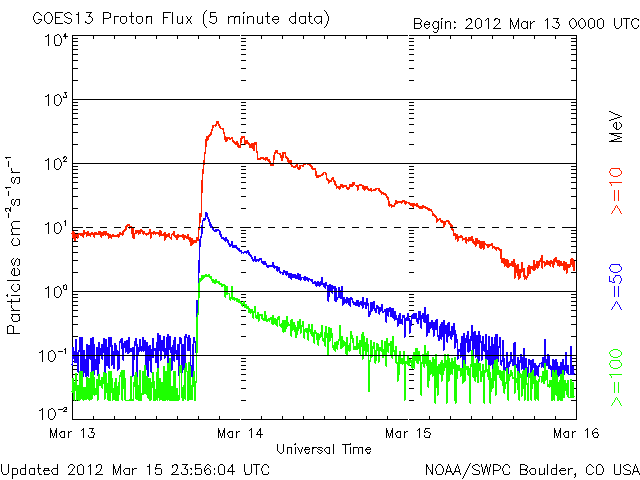 GOES13 Proton Flux (5 minute data)
Begin: 2012 Mar 13 0000 UTC
Particles cm⁻²s⁻¹sr⁻¹
10⁴
10³
10²
10¹
10⁰
10⁻¹
10⁻²
MeV
>=10
>=50
>=100
Mar 13
Mar 14
Mar 15
Mar 16
Universal Time
Updated 2012 Mar 15 23:56:04 UTC
NOAA/SWPC Boulder, CO USA